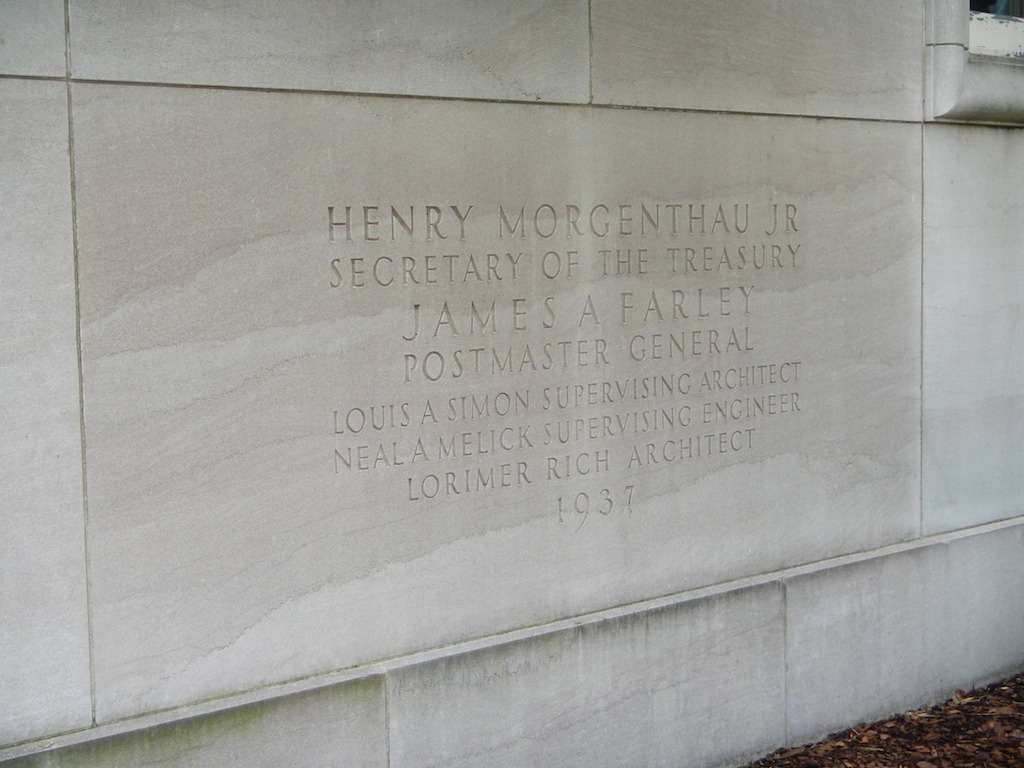 HENRY MORGENTHAU JR
SECRETARY OF THE TREASURY
JAMES A FARLEY
POSTMASTER GENERAL
LOUIS A SIMON SUPERVISING ARCHITECT
NEAL A MELICK SUPERVISING ENGINEER
LORIMER RICH ARCHITECT
1937